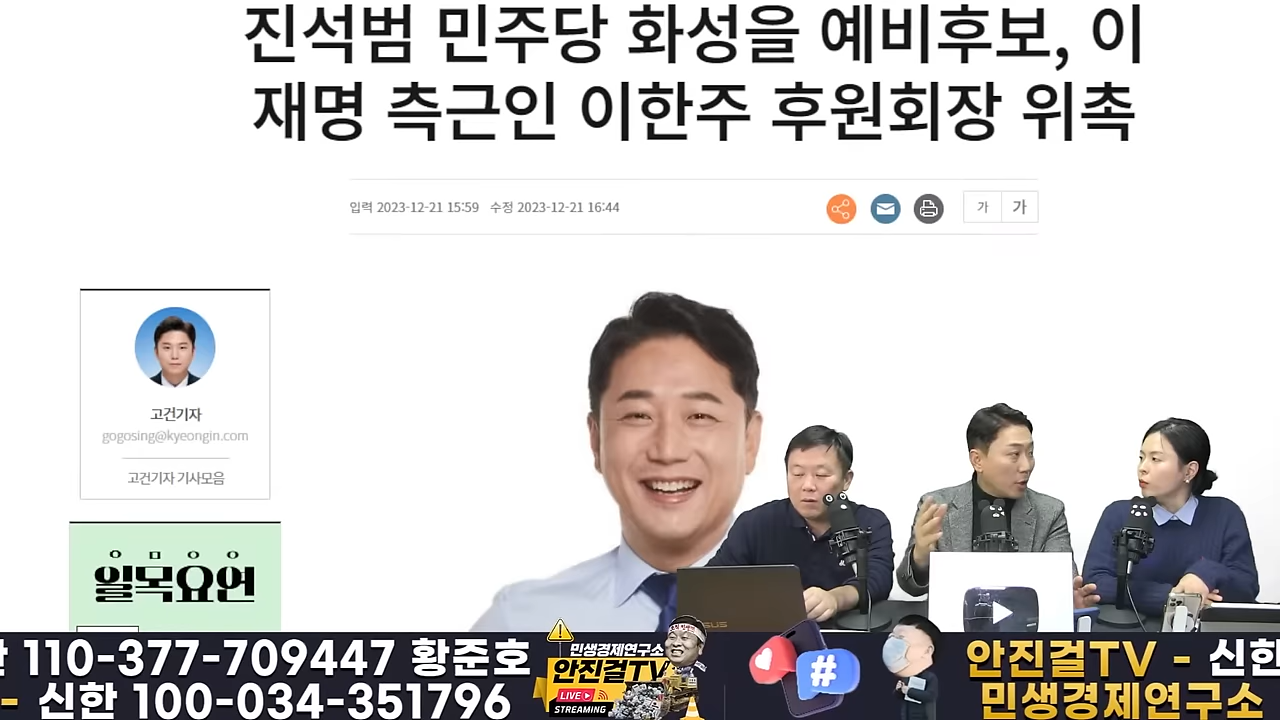 진석범 민주당 화성을 예비후보, 이
재명 측근인 이한주 후원회장 위촉
입력 2023-12-21 15:59 수정 2023-12-21 16:44
가 가
고건기자
gogosing@kyeongin.com
고건기자 기사모음
일목요연
110-377-709447 황준호
- 신한 100-034-351796
민생경제연구소
안진걸TV
LIVE
STREAMING
#
안진걸TV - 신한
민생경제연구소